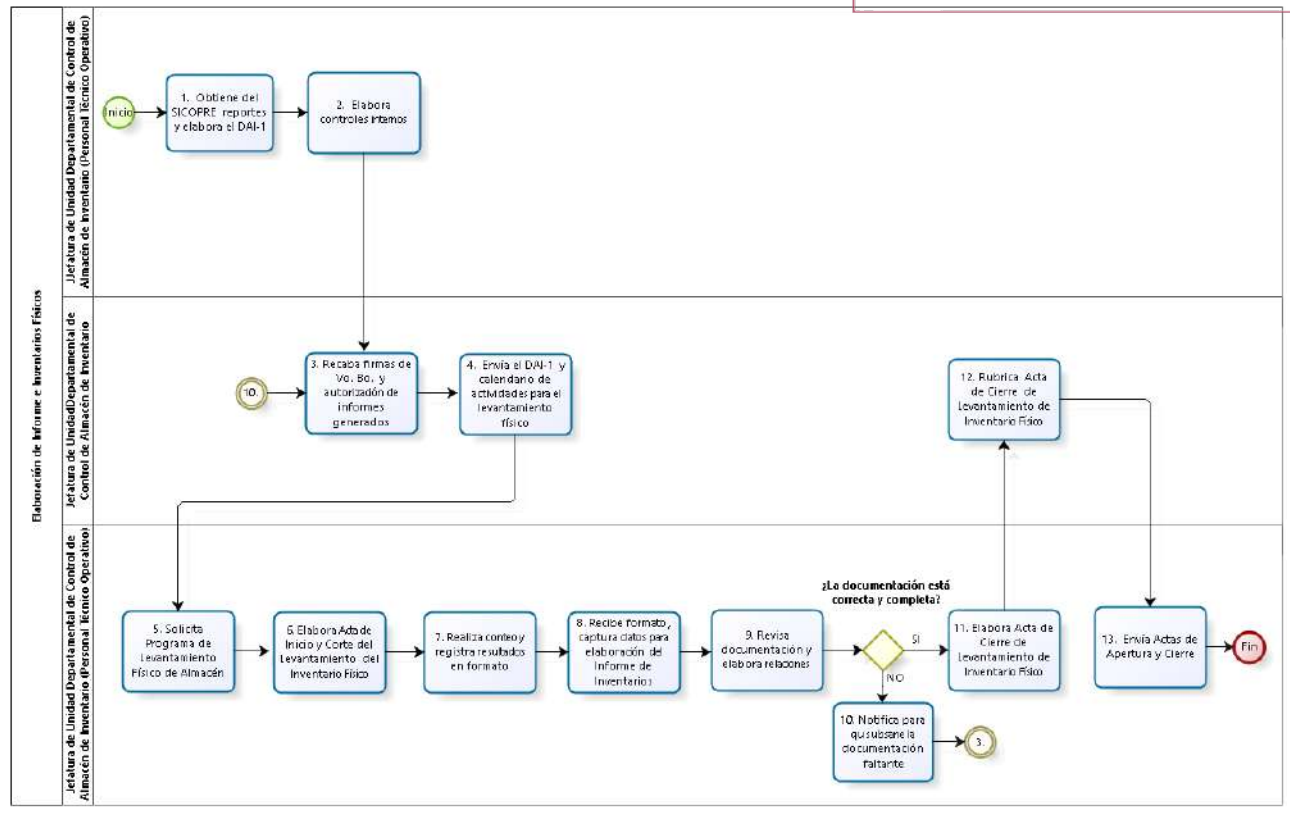 Elaboración de Informe e Inventarios Físicos
JJefatura de Unidad Departamental de Control de
Almacén de Inventario (Personal Técnico Operativo)
Inicio
1. Obtiene del
SICOPRE reportes
y elabora el DAI-1
2. Elabora
controles internos
Jefatura de UnidadDepartamental de
Control de Almacén de Inventario
10.
3. Recaba firmas de
Vo. Bo. y
autorización de
informes
generados
4. Envía el DAI-1 y
calendario de
actividades para el
levantamiento
físico
12. Rubrica Acta
de Cierre de
Levantamiento de
Inventario Físico
Jefatura de Unidad Departamental de Control de
Almacén de Inventario (Personal Técnico Operativo)
5. Solicita
Programa de
Levantamiento
Físico de Almacén
6. Elabora Acta de
Inicio y Corte del
Levantamiento del
Inventario Físico
7. Realiza conteo y
registra resultados
en formato
8. Recibe formato,
captura datos para
elaboración del
Informe de
Inventarios
9. Revisa
documentación y
elabora relaciones
¿La documentación está
correcta y completa?
SI
NO
10. Notifica para
qu subsane la
documentación
faltante
3.
11. Elabora Acta de
Cierre de
Levantamiento de
Inventario Físico
13. Envía Actas de
Apertura y Cierre
Fin